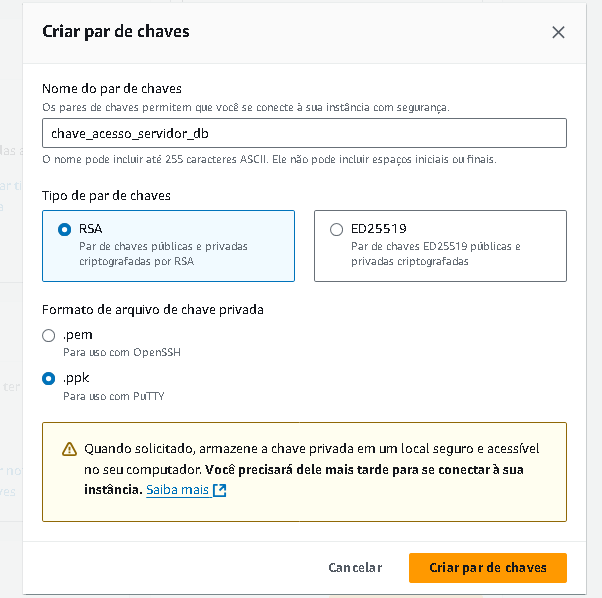 Criar par de chaves
Nome do par de chaves
Os pares de chaves permitem que você se conecte à sua instância com segurança.
chave_acesso_servidor_db
O nome pode incluir até 255 caracteres ASCII. Ele não pode incluir espaços iniciais ou finais.
Tipo de par de chaves
RSA
Par de chaves públicas e privadas
criptografadas por RSA
ED25519
Par de chaves ED25519 públicas e
privadas criptografadas
Formato de arquivo de chave privada
.pem
Para uso com OpenSSH
.ppk
Para uso com PuTTY
Quando solicitado, armazene a chave privada em um local seguro e acessível
no seu computador. Você precisará dele mais tarde para se conectar à sua
instância. Saiba mais
Cancelar
Criar par de chaves